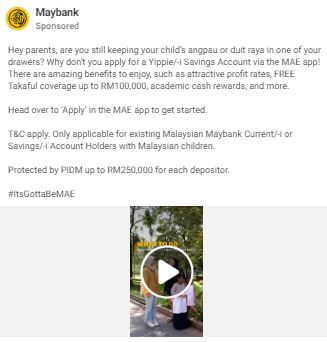 Maybank
Sponsored
Hey parents, are you still keeping your child's angpau or duit raya in one of your
drawers? Why don't you apply for a Yippie/-i Savings Account via the MAE app!
There are amazing benefits to enjoy, such as attractive profit rates, FREE
Takaful coverage up to RM100,000, academic cash rewards, and more.
Head over to 'Apply' in the MAE app to get started.
T&C apply. Only applicable for existing Malaysian Maybank Current/-i or
Savings/-i Account Holders with Malaysian children.
Protected by PIDM up to RM250,000 for each depositor.
#ItsGottaBeMAE
WHAT TO DO